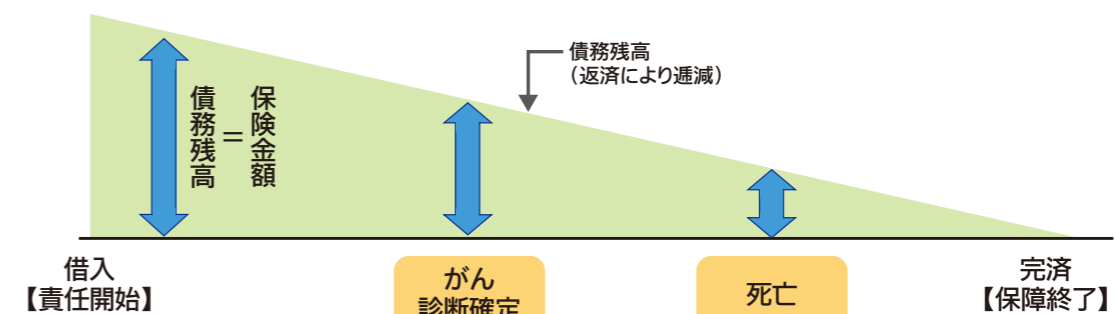 債務残高
（返済により逓減）
債務残高＝保険金額
借入
【責任開始】
がん
診断確定
死亡
完済
【保障終了】